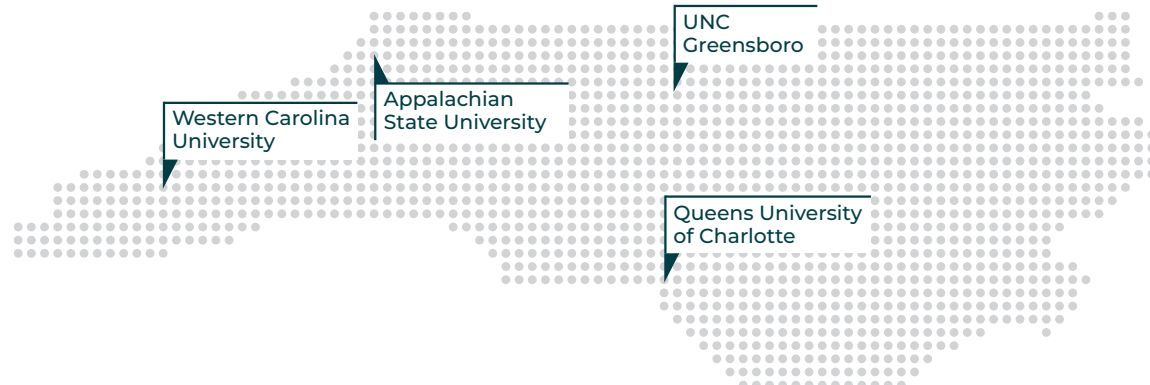 UNC
Greensboro
Appalachian
State University
Western Carolina
University
Queens University
of Charlotte